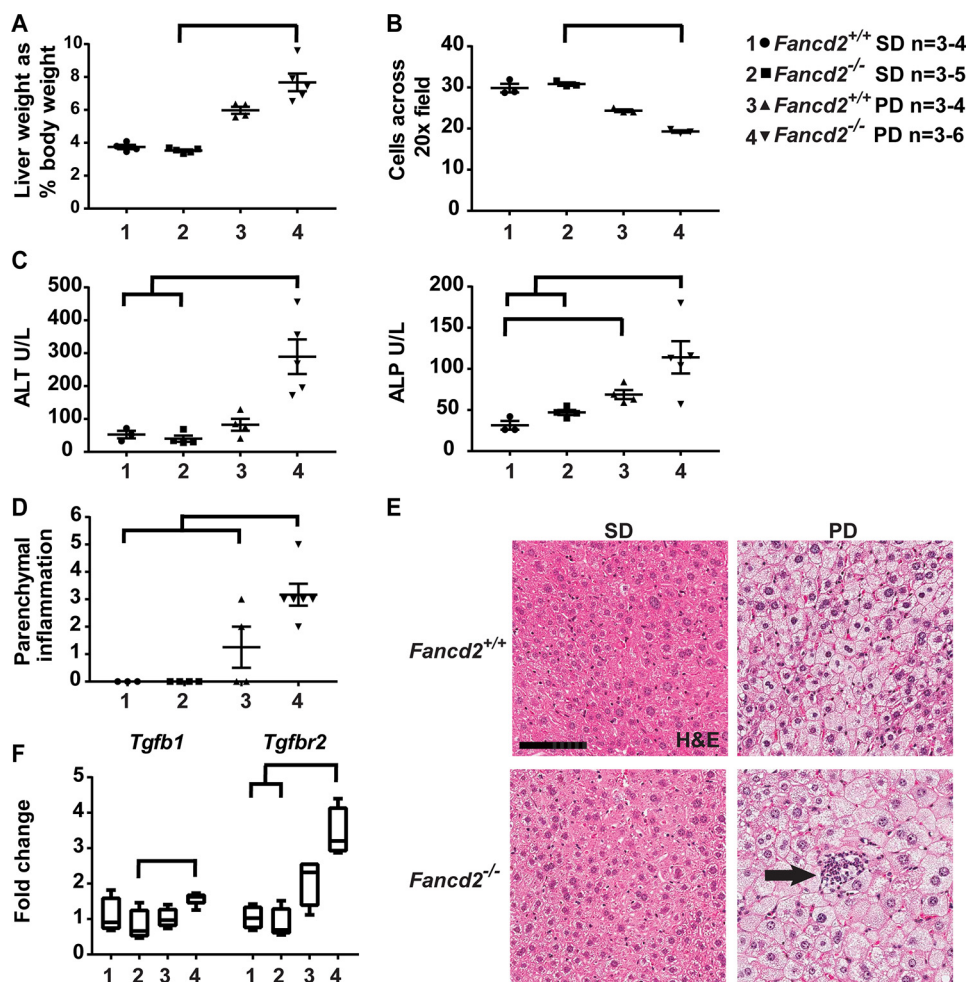 A
Liver weight as
% body weight
10
8
6
4
2
0
1 2 3 4
B
Cells across
20x field
40
30
20
10
0
1 2 3 4
1 ● Fancd2+/+ SD n=3-4
2 ■ Fancd2-/- SD n=3-5
3 ▲ Fancd2+/+ PD n=3-4
4 ▼ Fancd2-/- PD n=3-6
C
ALT U/L
500
400
300
200
100
0
1 2 3 4
ALP U/L
200
150
100
50
0
1 2 3 4
D
Parenchymal
inflammation
6
5
4
3
2
1
0
1 2 3 4
E
SD PD
Fancd2+/+
H&E
Fancd2-/-
F
Tgfb1 Tgfbr2
Fold change
5
4
3
2
1
0
1 2 3 4 1 2 3 4